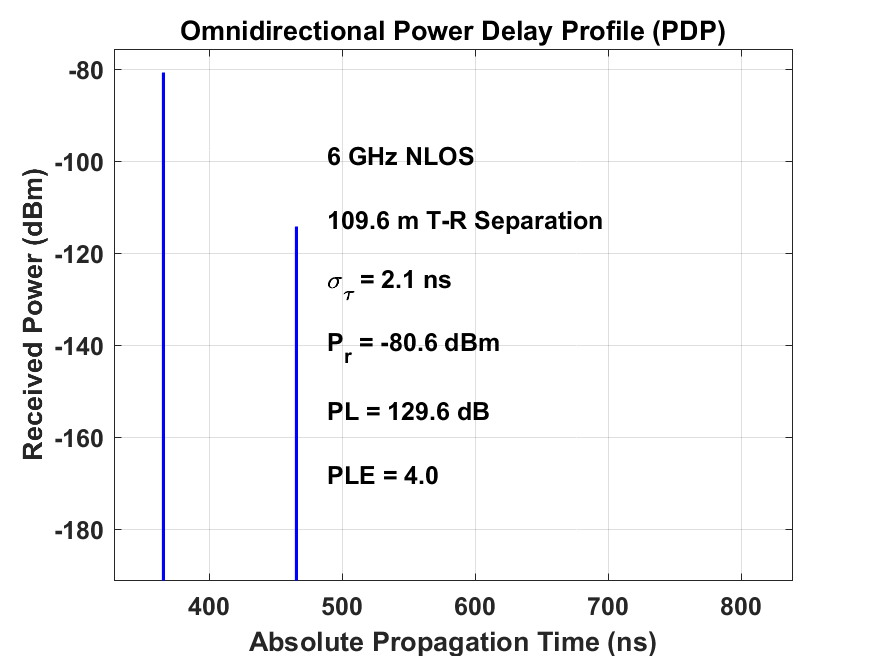 Omnidirectional Power Delay Profile (PDP)
-80
-100
-120
-140
-160
-180
Received Power (dBm)
6 GHz NLOS
109.6 m T-R Separation
σ_τ = 2.1 ns
P_r = -80.6 dBm
PL = 129.6 dB
PLE = 4.0
400 500 600 700 800
Absolute Propagation Time (ns)